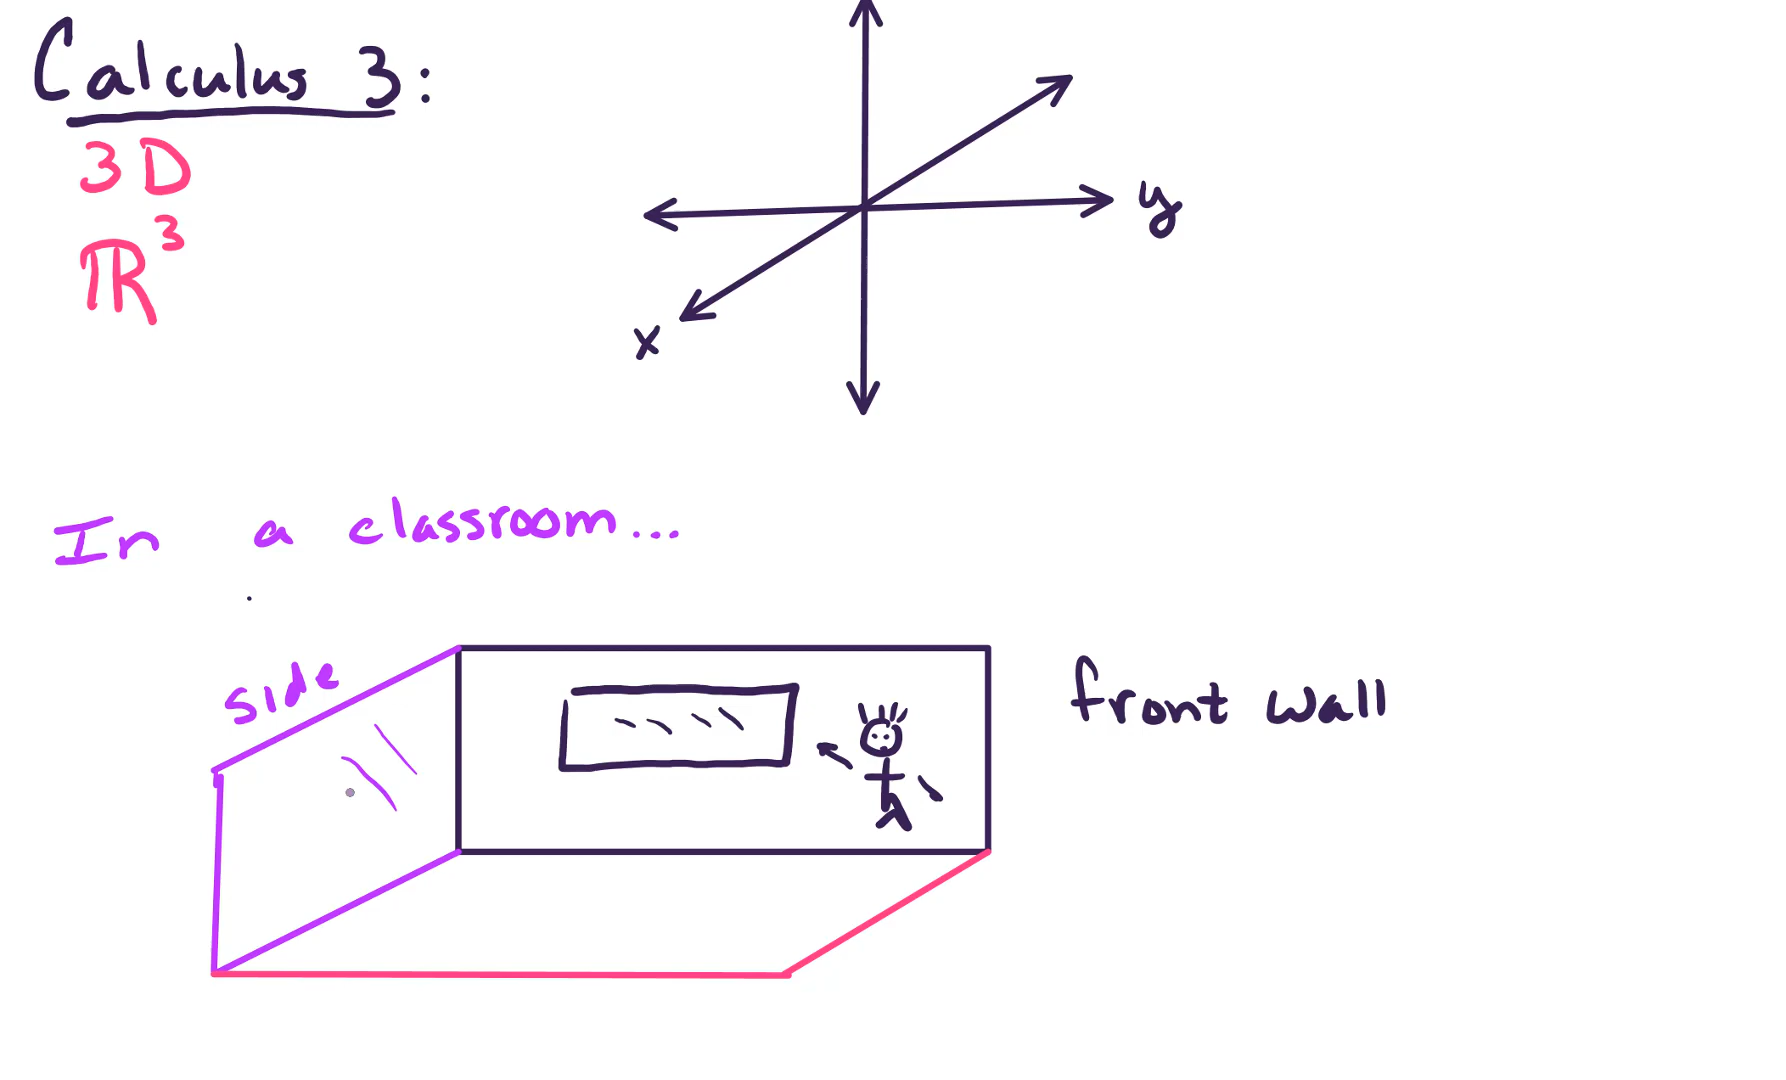 Calculus 3:
3D
ℝ³
y
x
In a classroom...
side
front wall